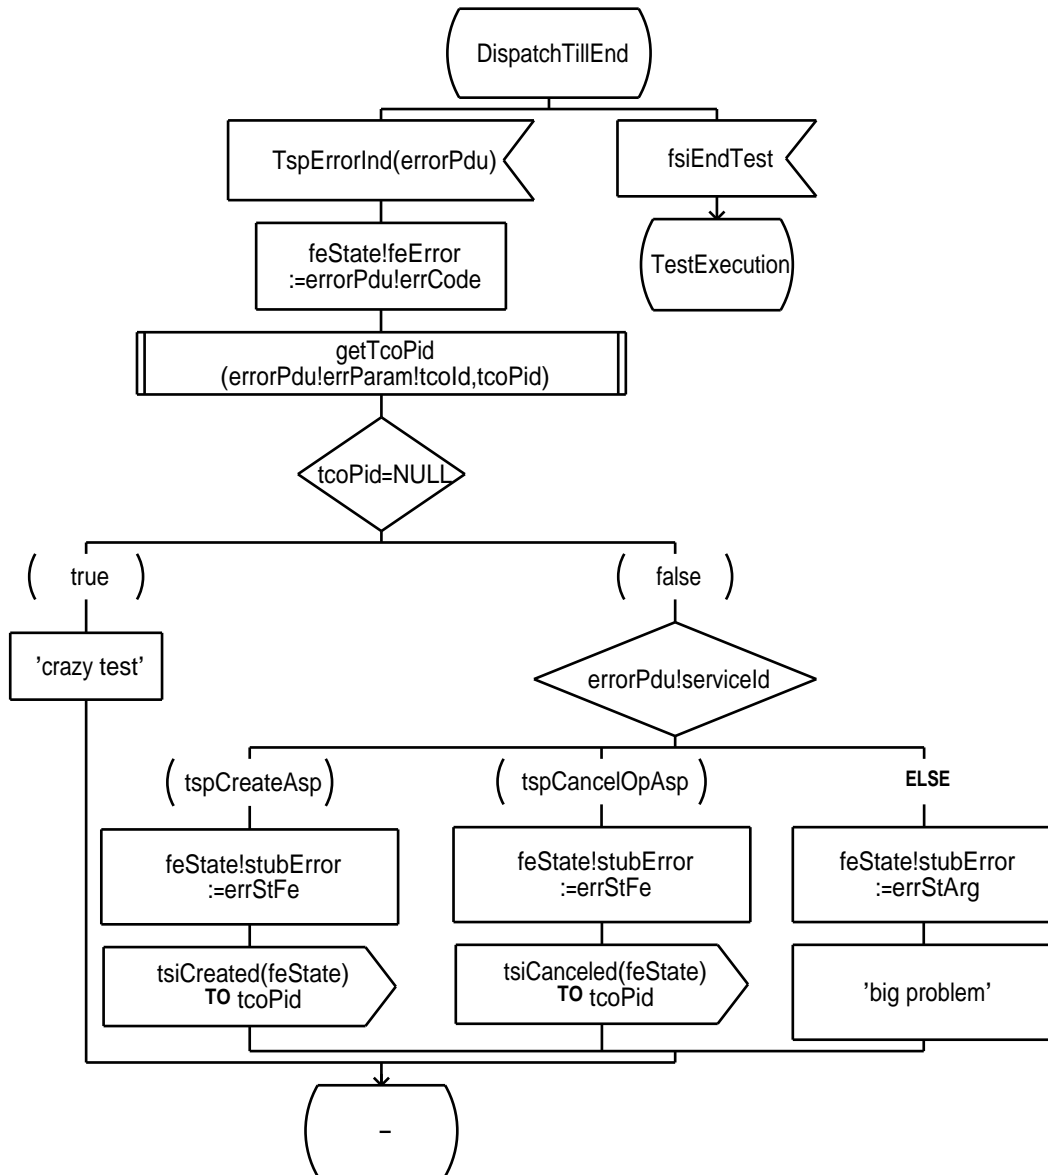 DispatchTillEnd
TspErrorInd(errorPdu)
fsiEndTest
feState!feError
:=errorPdu!errCode
TestExecution
getTcoPid
(errorPdu!errParam!tcoId,tcoPid)
tcoPid=NULL
( true )
( false )
'crazy test'
errorPdu!serviceId
(tspCreateAsp)
(tspCancelOpAsp)
ELSE
feState!stubError
:=errStFe
feState!stubError
:=errStFe
feState!stubError
:=errStArg
tsiCreated(feState)
TO tcoPid
tsiCanceled(feState)
TO tcoPid
'big problem'
–